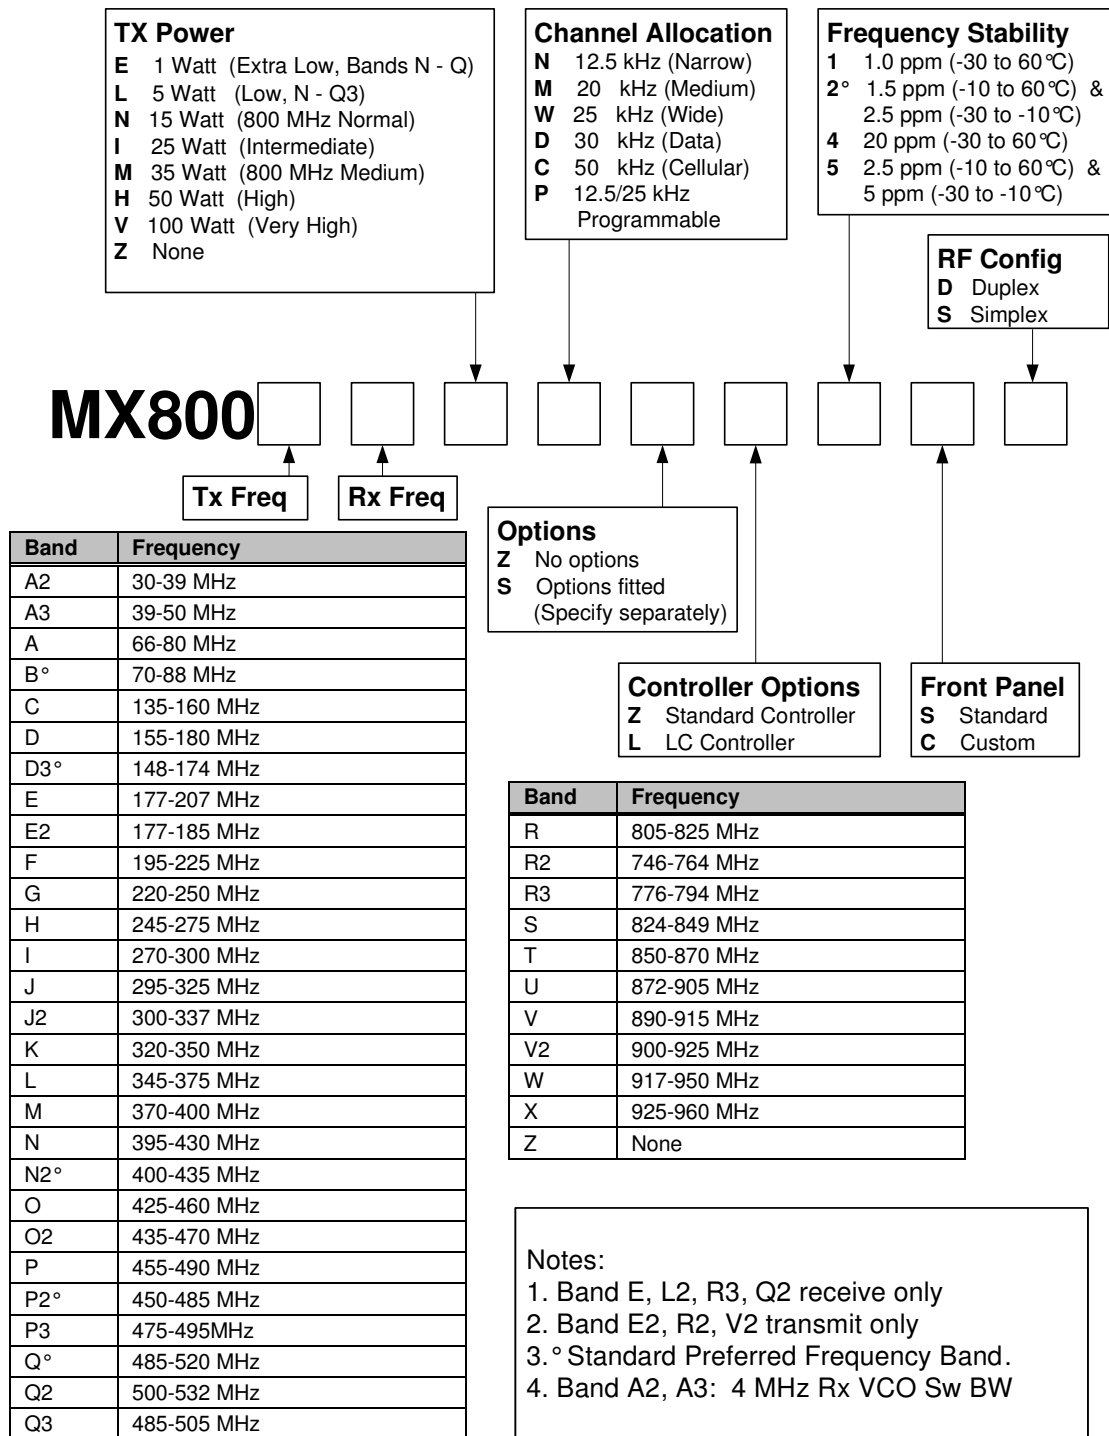 TX Power
E 1 Watt (Extra Low, Bands N - Q)
L 5 Watt (Low, N - Q3)
N 15 Watt (800 MHz Normal)
I 25 Watt (Intermediate)
M 35 Watt (800 MHz Medium)
H 50 Watt (High)
V 100 Watt (Very High)
Z None
Channel Allocation
N 12.5 kHz (Narrow)
M 20 kHz (Medium)
W 25 kHz (Wide)
D 30 kHz (Data)
C 50 kHz (Cellular)
P 12.5/25 kHz
Programmable
Frequency Stability
1 1.0 ppm (-30 to 60°C)
2° 1.5 ppm (-10 to 60°C) &
2.5 ppm (-30 to -10°C)
4 20 ppm (-30 to 60°C)
5 2.5 ppm (-10 to 60°C) &
5 ppm (-30 to -10°C)
RF Config
D Duplex
S Simplex
MX800
Tx Freq
Rx Freq
Options
Z No options
S Options fitted
(Specify separately)
Controller Options
Z Standard Controller
L LC Controller
Front Panel
S Standard
C Custom
Band Frequency
A2 30-39 MHz
A3 39-50 MHz
A 66-80 MHz
B° 70-88 MHz
C 135-160 MHz
D 155-180 MHz
D3° 148-174 MHz
E 177-207 MHz
E2 177-185 MHz
F 195-225 MHz
G 220-250 MHz
H 245-275 MHz
I 270-300 MHz
J 295-325 MHz
J2 300-337 MHz
K 320-350 MHz
L 345-375 MHz
M 370-400 MHz
N 395-430 MHz
N2° 400-435 MHz
O 425-460 MHz
O2 435-470 MHz
P 455-490 MHz
P2° 450-485 MHz
P3 475-495MHz
Q° 485-520 MHz
Q2 500-532 MHz
Q3 485-505 MHz
Band Frequency
R 805-825 MHz
R2 746-764 MHz
R3 776-794 MHz
S 824-849 MHz
T 850-870 MHz
U 872-905 MHz
V 890-915 MHz
V2 900-925 MHz
W 917-950 MHz
X 925-960 MHz
Z None
Notes:
1. Band E, L2, R3, Q2 receive only
2. Band E2, R2, V2 transmit only
3.° Standard Preferred Frequency Band.
4. Band A2, A3: 4 MHz Rx VCO Sw BW